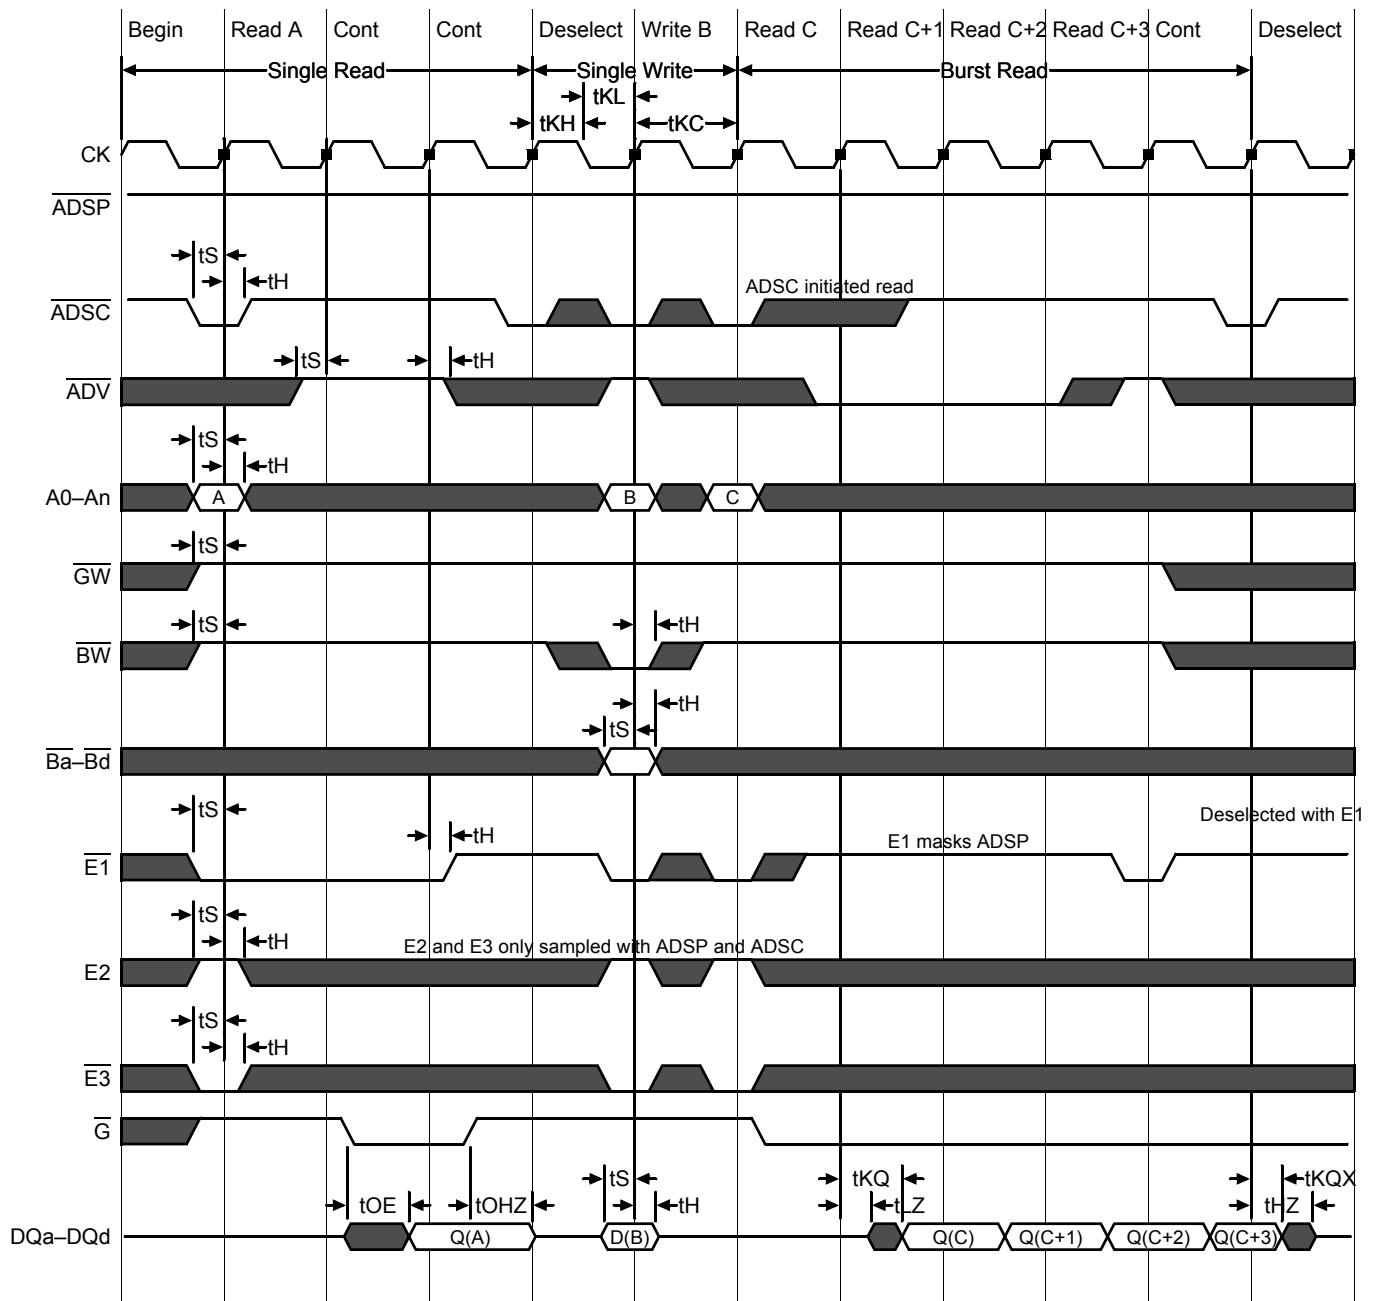 Begin Read A Cont Cont Deselect Write B Read C Read C+1 Read C+2 Read C+3 Cont Deselect
Single Read Single Write Burst Read
tKL
tKH tKC
CK
ADSP
tS
tH
ADSC initiated read
ADSC
tS tH
ADV
tS
tH
A0–An A B C
tS
GW
tS tH
BW
tH
tS
Ba–Bd
tS
Deselected with E1
tH
E1 masks ADSP
E1
tS
tH
E2 and E3 only sampled with ADSP and ADSC
E2
tS
tH
E3
G
tS tKQ tKQX
tOE tOHZ tH tLZ tHZ
DQa–DQd Q(A) D(B) Q(C) Q(C+1) Q(C+2) Q(C+3)